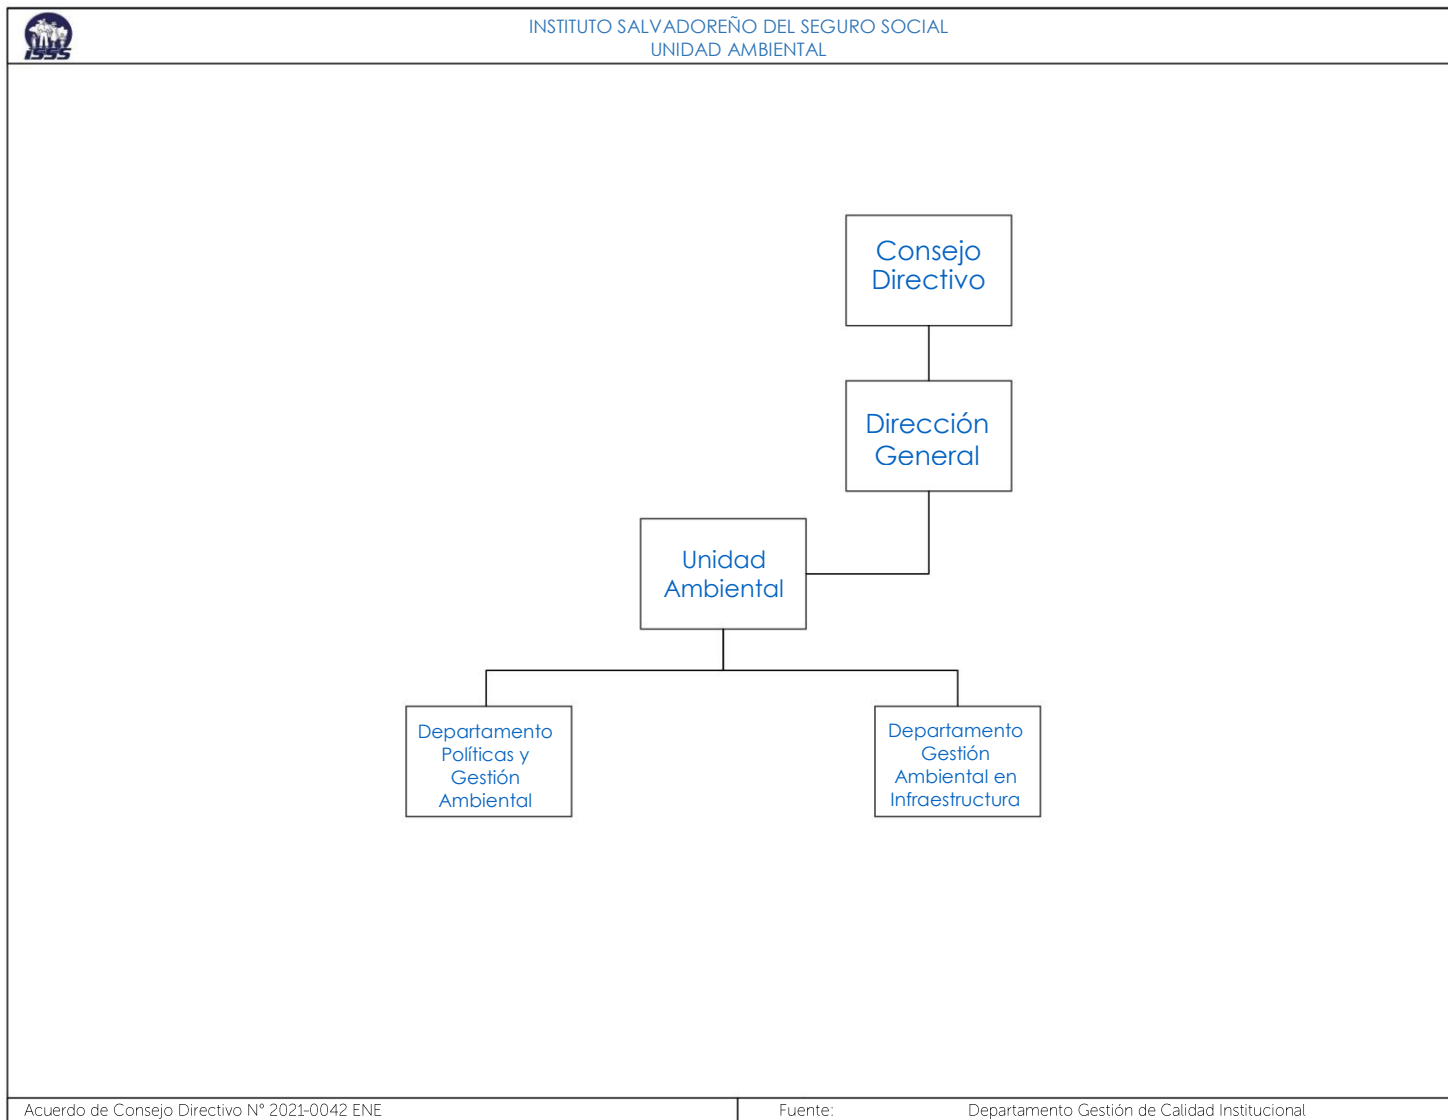 INSTITUTO SALVADOREÑO DEL SEGURO SOCIAL
UNIDAD AMBIENTAL
ISSS
Consejo
Directivo
Dirección
General
Unidad
Ambiental
Departamento
Políticas y
Gestión
Ambiental
Departamento
Gestión
Ambiental en
Infraestructura
Acuerdo de Consejo Directivo N° 2021-0042 ENE
Fuente: Departamento Gestión de Calidad Institucional